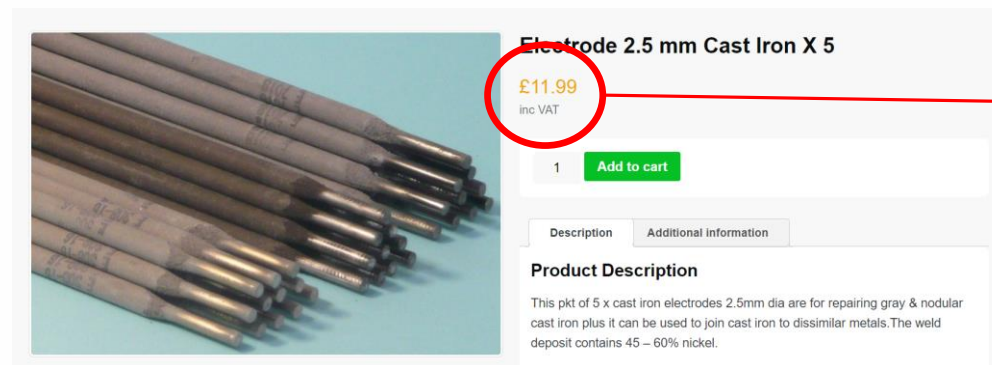 Electrode 2.5 mm Cast Iron X 5
£11.99
inc VAT
1 Add to cart
Description Additional information
Product Description
This pkt of 5 x cast iron electrodes 2.5mm dia are for repairing gray & nodular
cast iron plus it can be used to join cast iron to dissimilar metals.The weld
deposit contains 45 – 60% nickel.